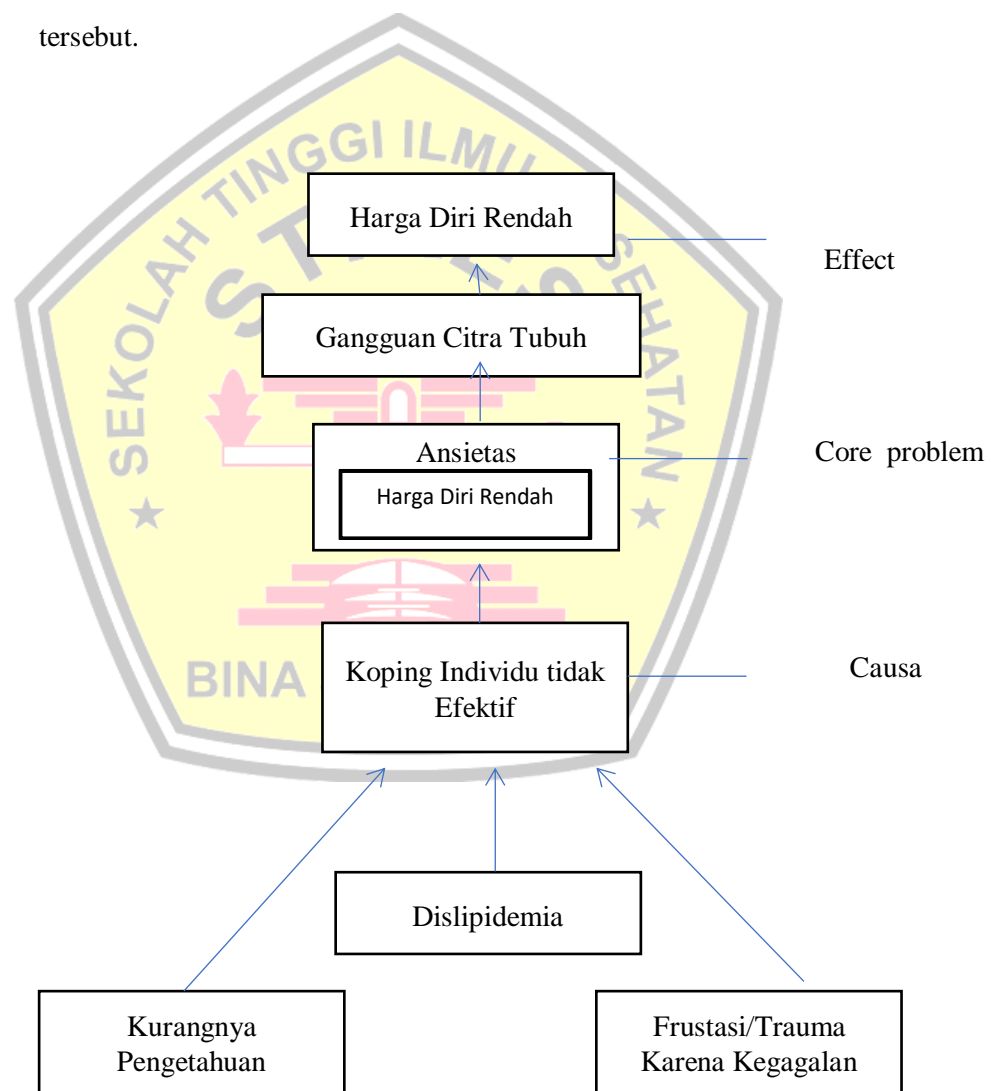 tersebut.
SEKOLAH TINGGI ILMU SEHATAN
Harga Diri Rendah
Effect
Gangguan Citra Tubuh
Ansietas
Core problem
Harga Diri Rendah
Koping Individu tidak
Efektif
Causa
BINA
Dislipidemia
Kurangnya
Pengetahuan
Frustasi/Trauma
Karena Kegagalan